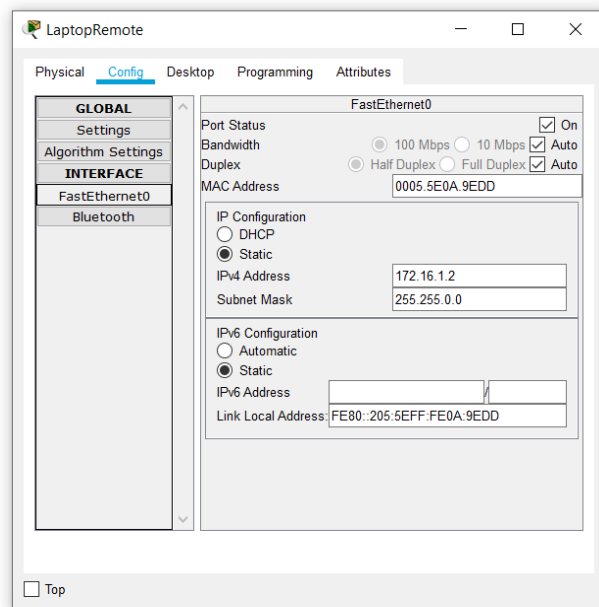 LaptopRemote
Physical Config Desktop Programming Attributes
GLOBAL
Settings
Algorithm Settings
INTERFACE
FastEthernet0
Bluetooth
FastEthernet0
Port Status On
Bandwidth 100 Mbps 10 Mbps Auto
Duplex Half Duplex Full Duplex Auto
MAC Address 0005.5E0A.9EDD
IP Configuration
DHCP
Static
IPv4 Address 172.16.1.2
Subnet Mask 255.255.0.0
IPv6 Configuration
Automatic
Static
IPv6 Address /
Link Local Address: FE80::205:5EFF:FE0A:9EDD
Top